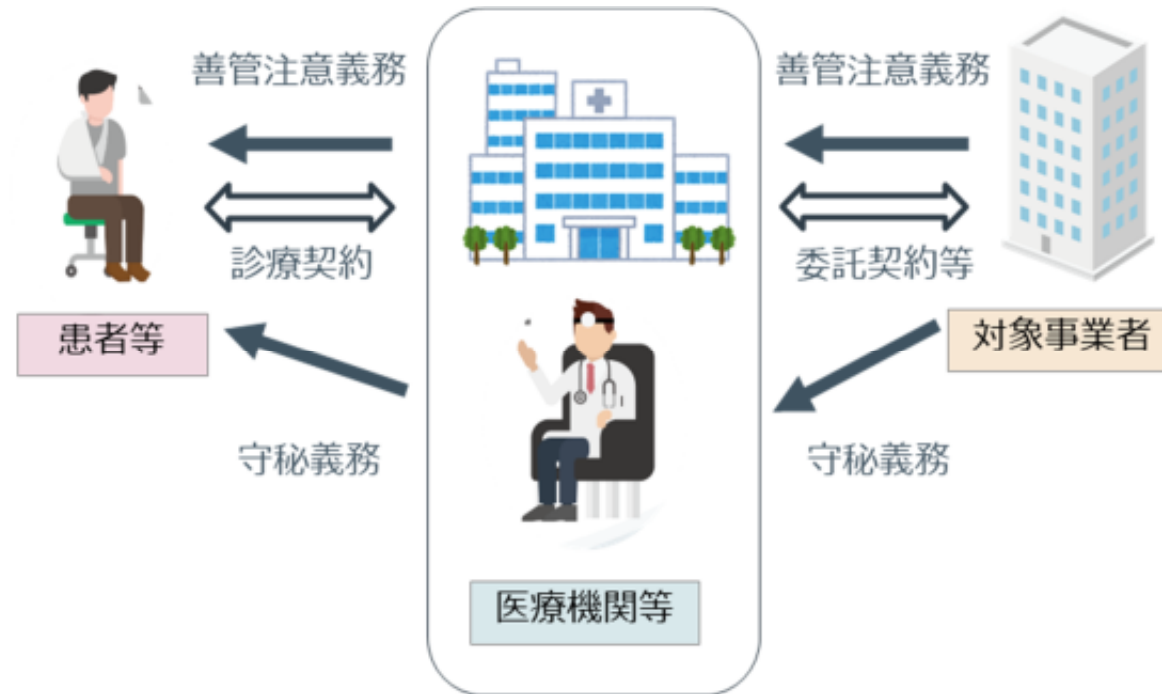 善管注意義務
善管注意義務
診療契約
委託契約等
患者等
対象事業者
守秘義務
守秘義務
医療機関等